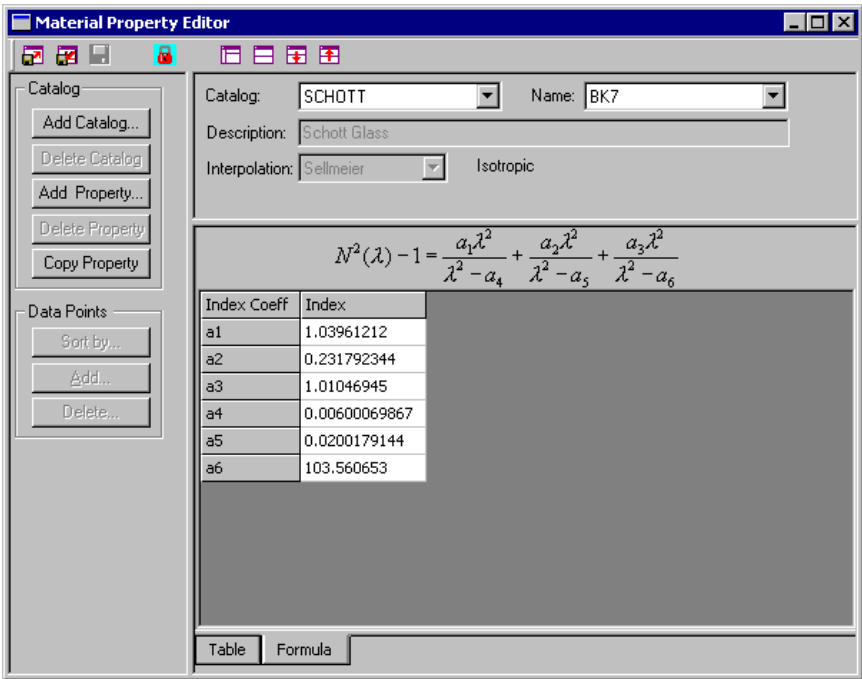 Material Property Editor
Catalog
Add Catalog...
Delete Catalog
Add Property...
Delete Property
Copy Property
Data Points
Sort by...
Add...
Delete...
Catalog: SCHOTT Name: BK7
Description: Schott Glass
Interpolation: Sellmeier Isotropic
N²(λ) − 1 = a₁λ²/(λ² − a₄) + a₂λ²/(λ² − a₅) + a₃λ²/(λ² − a₆)
Index Coeff Index
a1 1.03961212
a2 0.231792344
a3 1.01046945
a4 0.00600069867
a5 0.0200179144
a6 103.560653
Table Formula